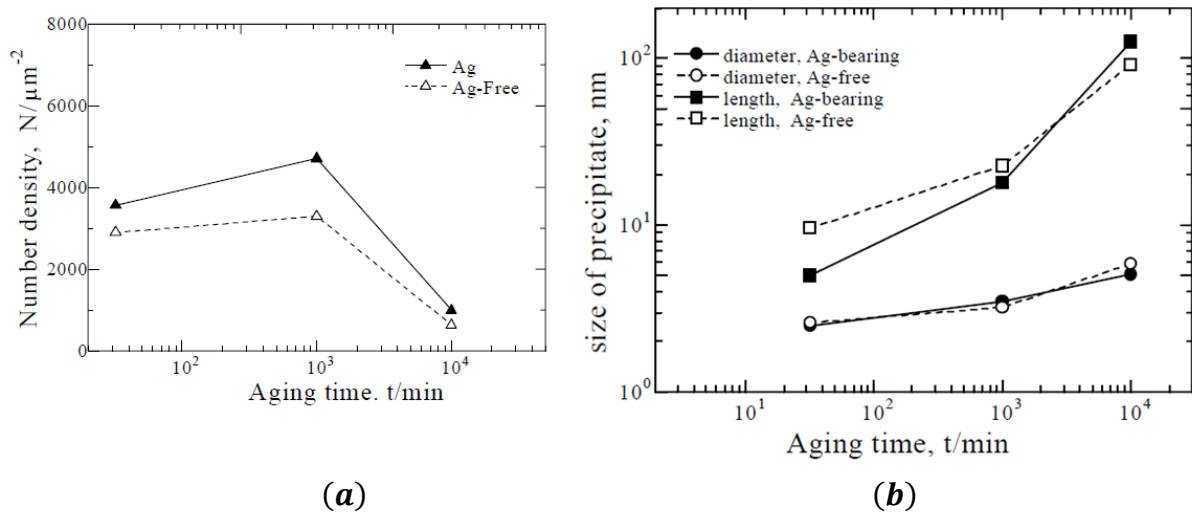 8000
6000
4000
2000
0
Number density, N/μm⁻²
Ag
Ag-Free
10²
10³
10⁴
Aging time. t/min
(a)
10²
10¹
10⁰
size of precipitate, nm
diameter, Ag-bearing
diameter, Ag-free
length, Ag-bearing
length, Ag-free
10¹
10²
10³
10⁴
Aging time, t/min
(b)